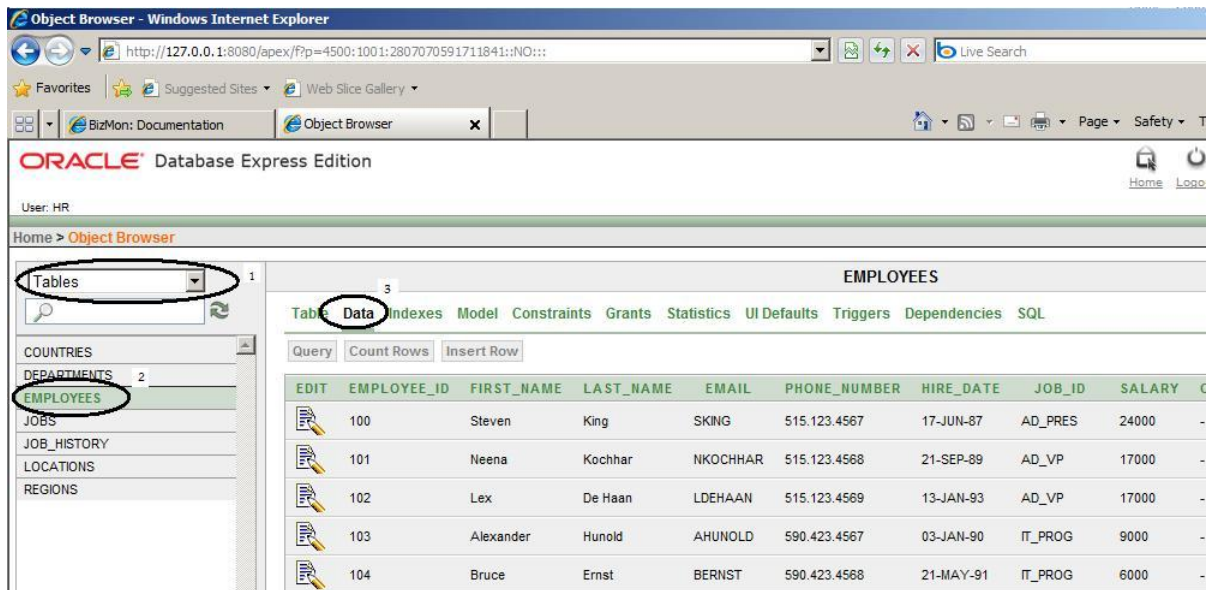 Object Browser - Windows Internet Explorer
http://127.0.0.1:8080/apex/f?p=4500:1001:2807070591711841::NO:::
Live Search
Favorites Suggested Sites Web Slice Gallery
BizMon: Documentation Object Browser Page Safety T
ORACLE Database Express Edition
Home Logo
User: HR
Home > Object Browser
Tables 1
EMPLOYEES
3
Table Data Indexes Model Constraints Grants Statistics UI Defaults Triggers Dependencies SQL
Query Count Rows Insert Row
COUNTRIES
DEPARTMENTS 2
EMPLOYEES
JOBS
JOB_HISTORY
LOCATIONS
REGIONS
EDIT EMPLOYEE_ID FIRST_NAME LAST_NAME EMAIL PHONE_NUMBER HIRE_DATE JOB_ID SALARY C
100 Steven King SKING 515.123.4567 17-JUN-87 AD_PRES 24000 -
101 Neena Kochhar NKOCHHAR 515.123.4568 21-SEP-89 AD_VP 17000 -
102 Lex De Haan LDEHAAN 515.123.4569 13-JAN-93 AD_VP 17000 -
103 Alexander Hunold AHUNOLD 590.423.4567 03-JAN-90 IT_PROG 9000 -
104 Bruce Ernst BERNST 590.423.4568 21-MAY-91 IT_PROG 6000 -